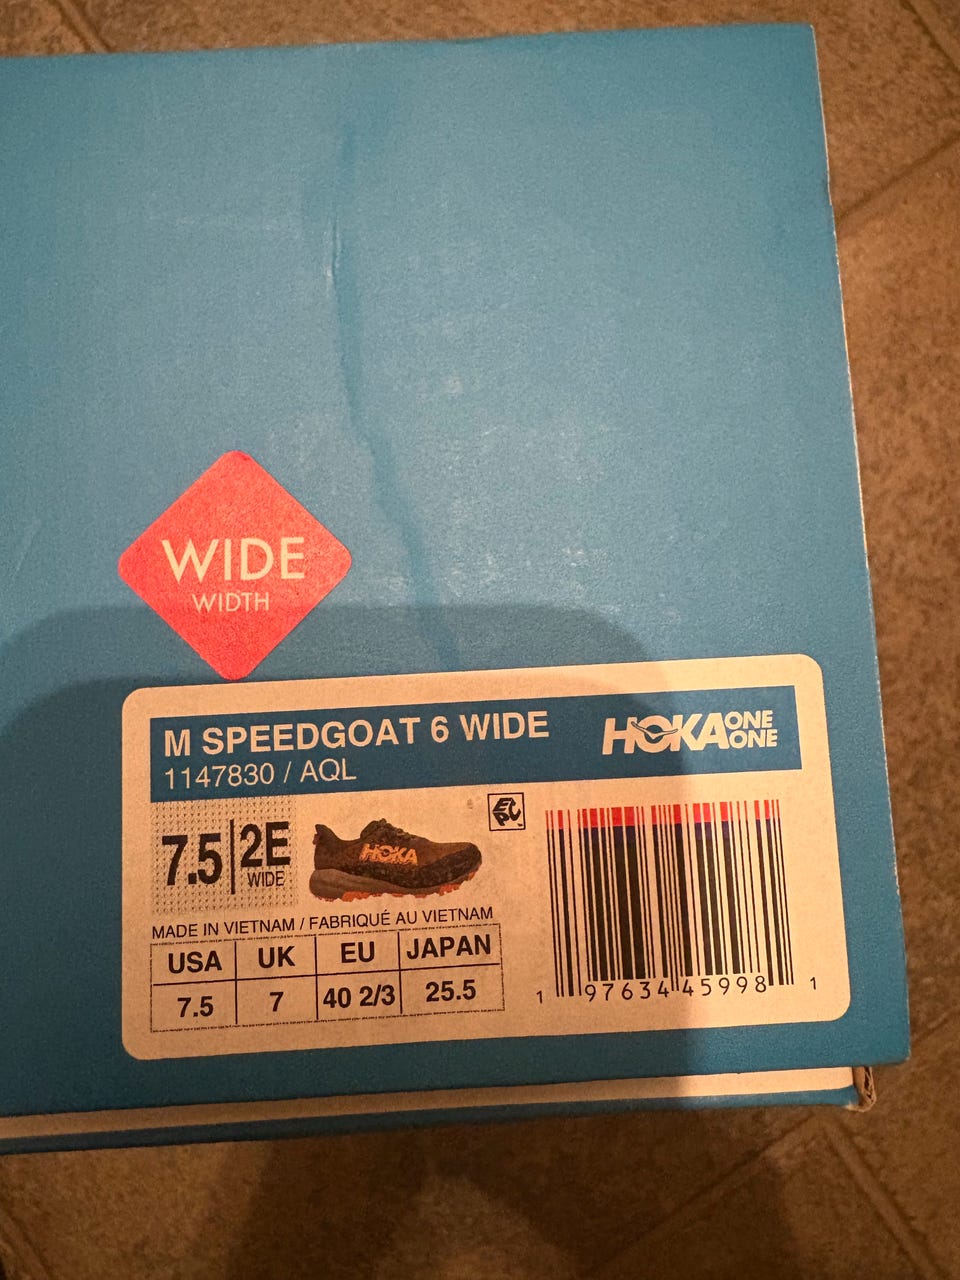 WIDE
WIDTH
M SPEEDGOAT 6 WIDE
1147830 / AQL
HOKA ONE ONE
7.5 2E
WIDE
HOKA
EPC
MADE IN VIETNAM / FABRIQUÉ AU VIETNAM
USA UK EU JAPAN
7.5 7 40 2/3 25.5
1 97634 45998 1